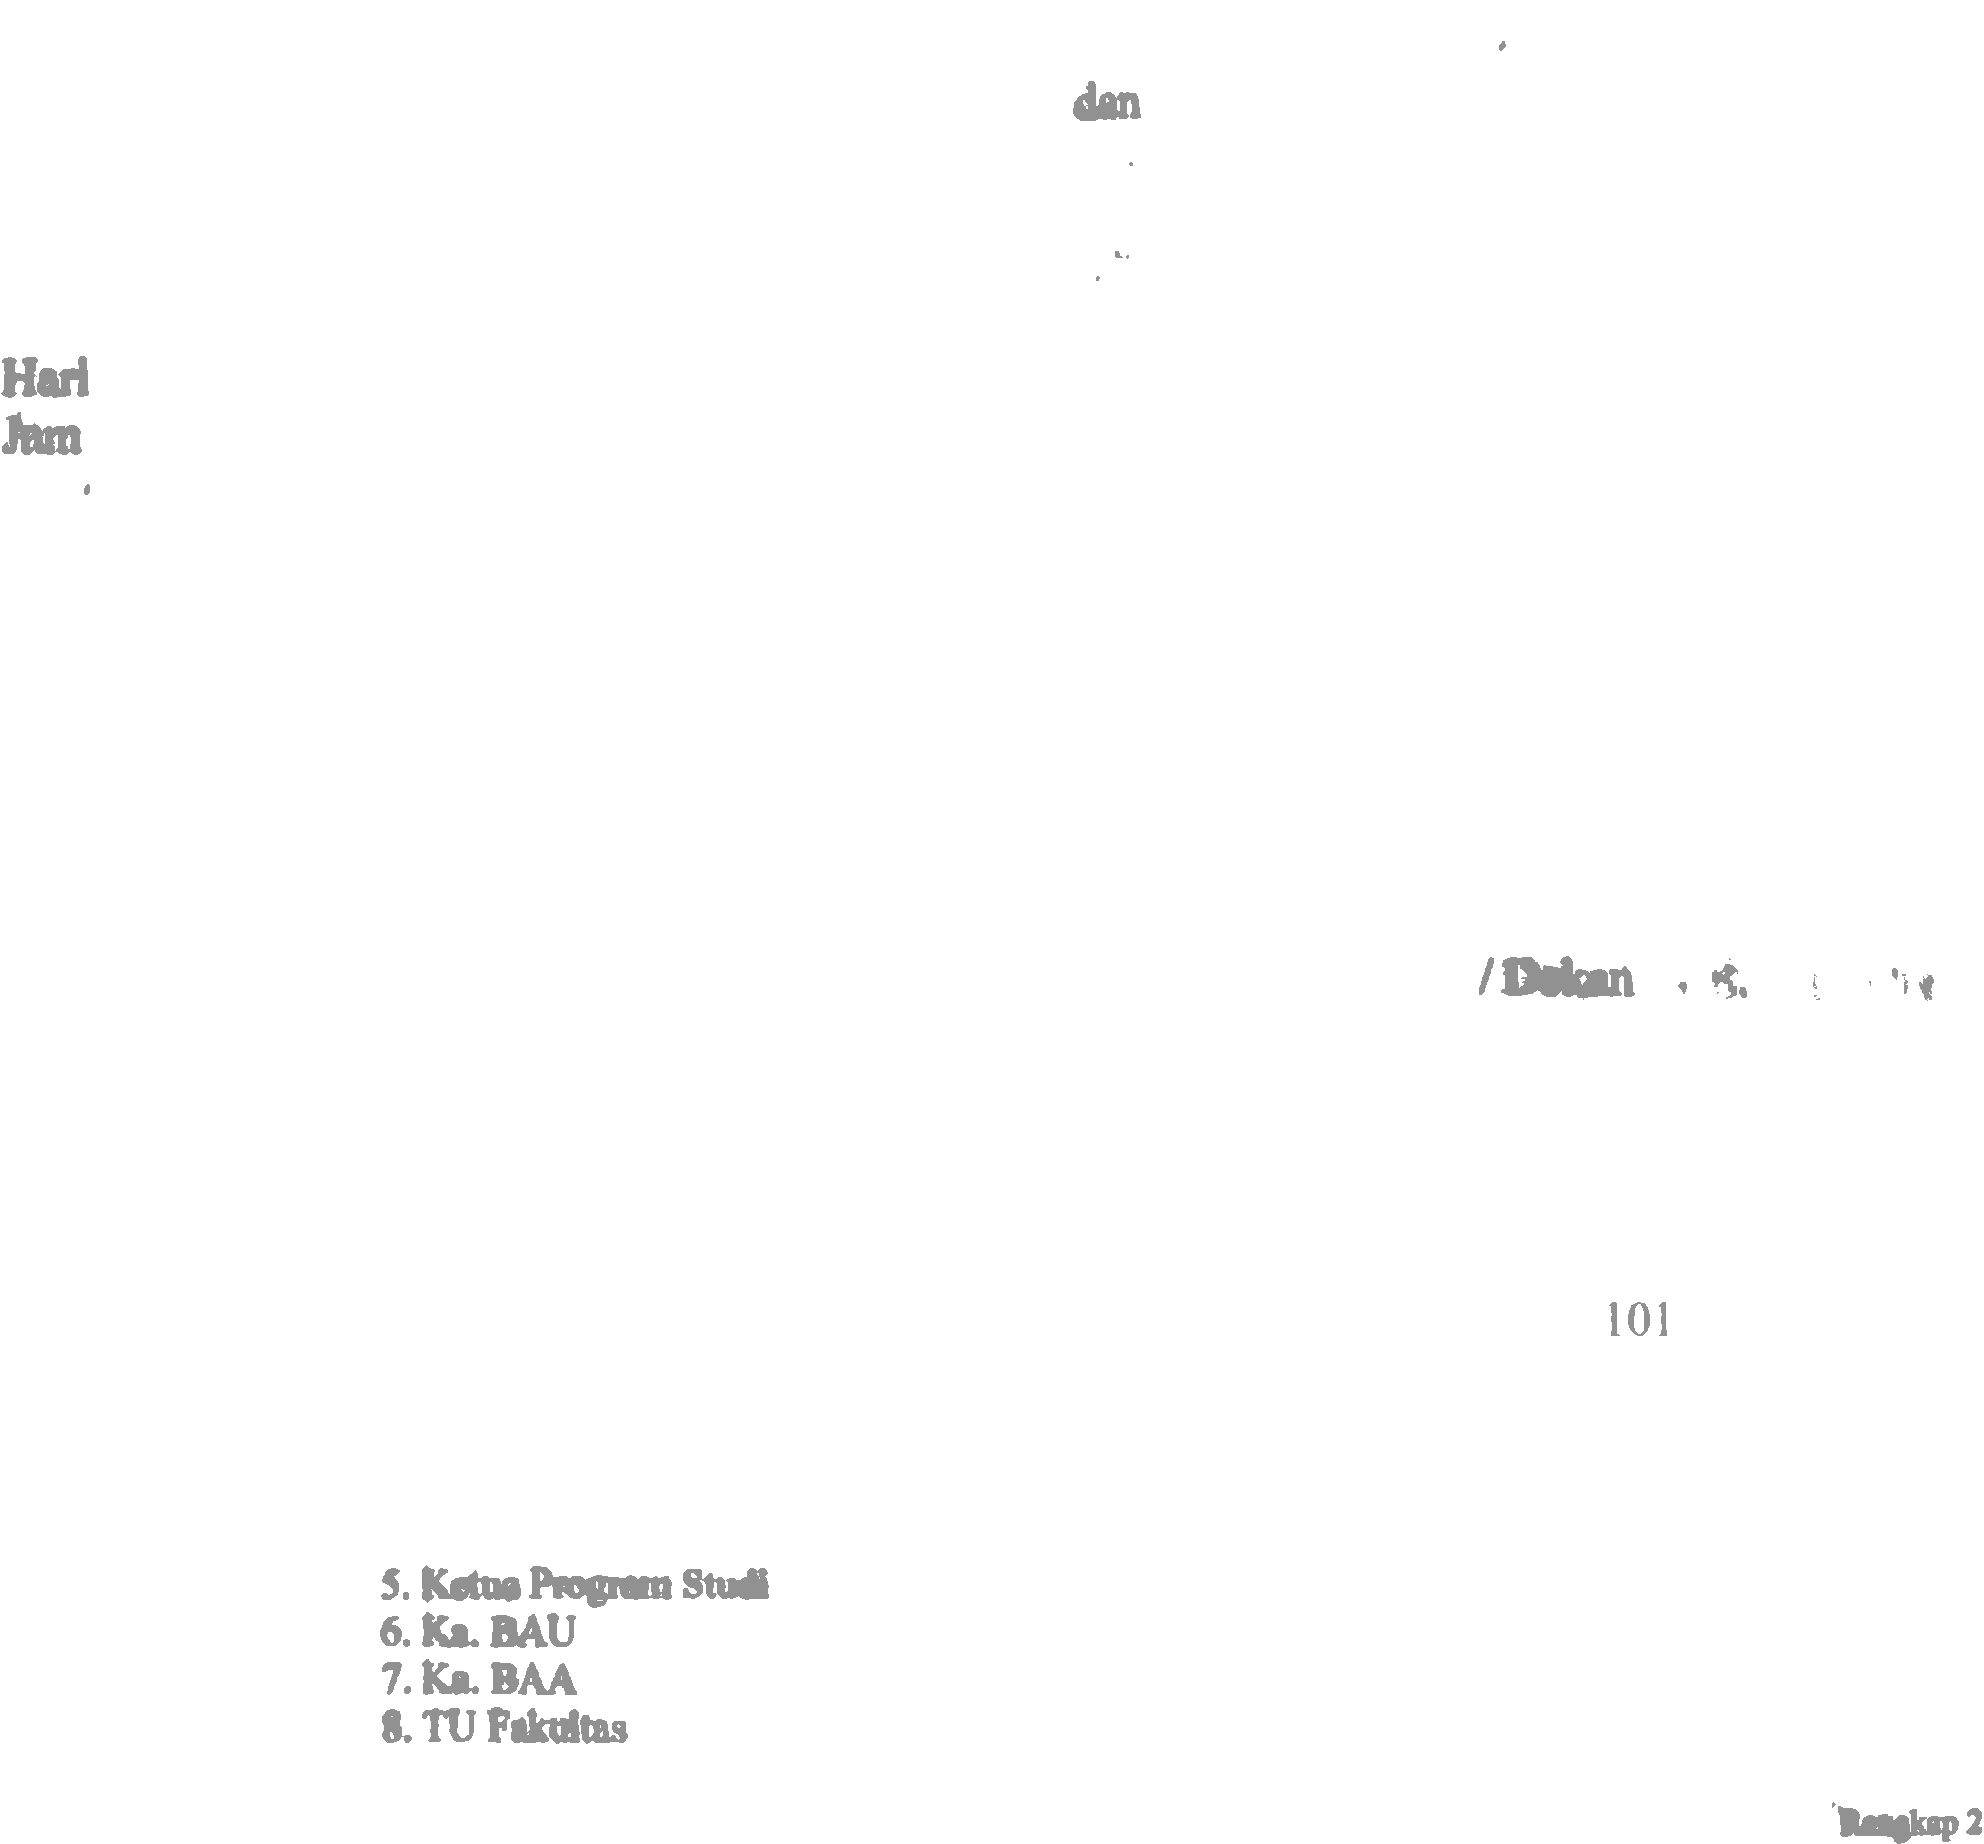 dan
Hari
Jam
/ Dekan
101
5. Ketua Program Studi
6. Ka. BAU
7. Ka. BAA
8. TU Fakultas
Rangkap 2